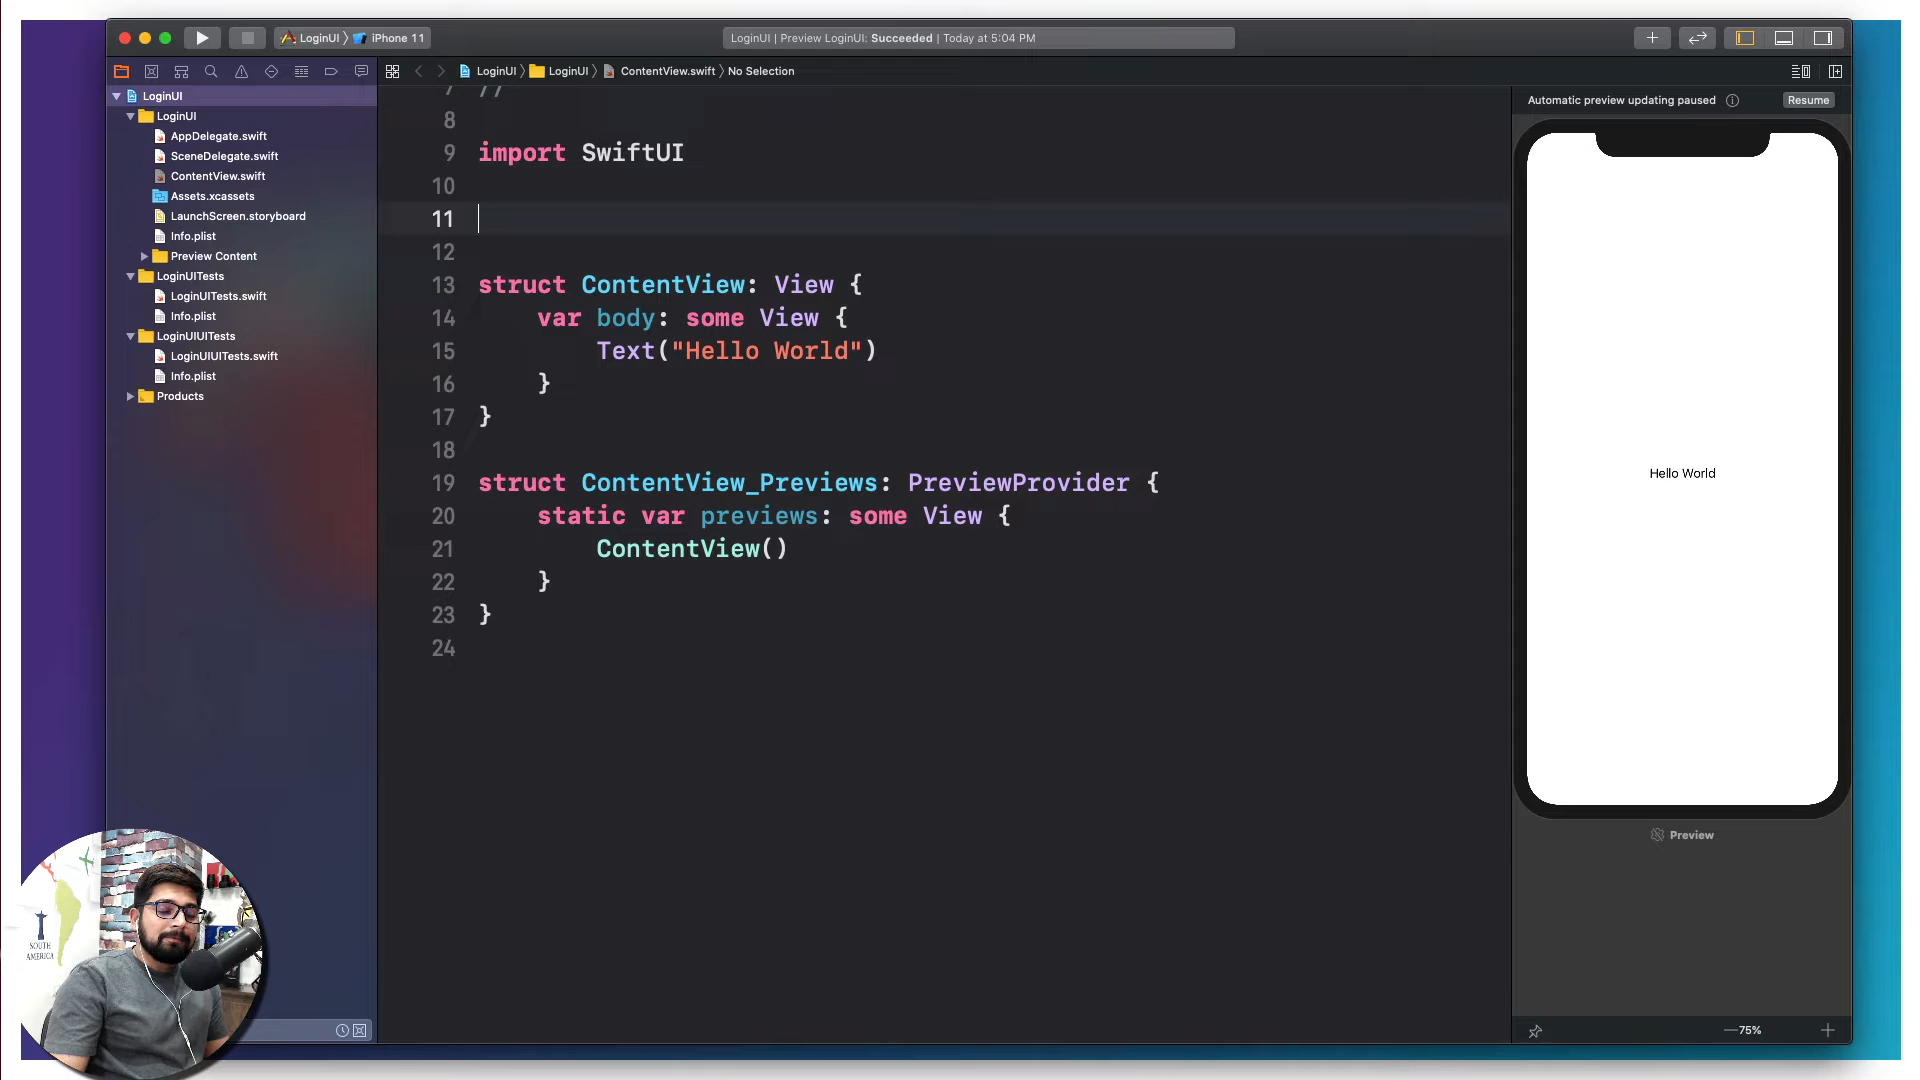 LoginUI iPhone 11
LoginUI | Preview LoginUI: Succeeded | Today at 5:04 PM
LoginUI LoginUI ContentView.swift No Selection
LoginUI
LoginUI
AppDelegate.swift
SceneDelegate.swift
ContentView.swift
Assets.xcassets
LaunchScreen.storyboard
Info.plist
Preview Content
LoginUITests
LoginUITests.swift
Info.plist
LoginUIUITests
LoginUIUITests.swift
Info.plist
Products
7 //
8
9 import SwiftUI
10
11
12
13 struct ContentView: View {
14 var body: some View {
15 Text("Hello World")
16 }
17 }
18
19 struct ContentView_Previews: PreviewProvider {
20 static var previews: some View {
21 ContentView()
22 }
23 }
24
Automatic preview updating paused Resume
Hello World
Preview
75%
SOUTH
AMERICA